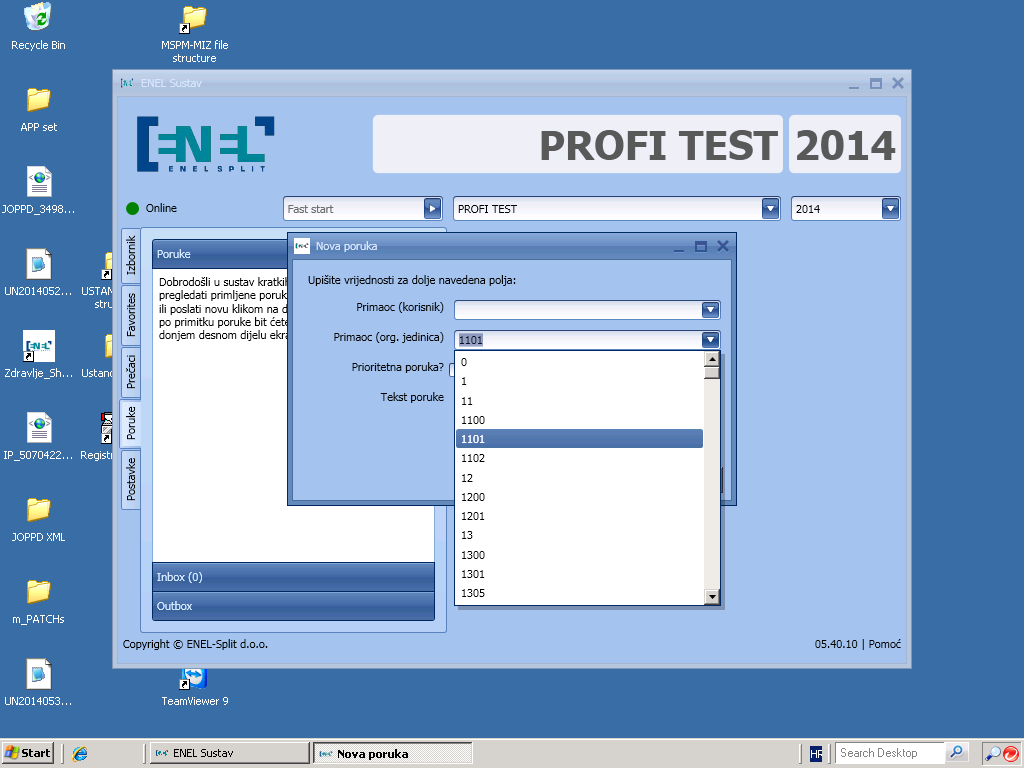 Recycle Bin
MSPM-MIZ file
structure
APP set
JOPPD_3498...
UN2014052...
Zdravlje_Sh...
Ustano
IP_5070422...
Registr
JOPPD XML
m_PATCHs
UN2014053...
TeamViewer 9
ENEL Sustav
ENEL
ENELSPLIT
PROFI TEST
2014
Online
Fast start
PROFI TEST
2014
Izbornik
Favorites
Prečaci
Poruke
Postavke
Poruke
Dobrodošli u sustav kratkih
pregledati primljene poruk
ili poslati novu klikom na d
po primitku poruke bit ćete
donjem desnom dijelu ekra
Inbox (0)
Outbox
Nova poruka
Upišite vrijednosti za dolje navedena polja:
Primaoc (korisnik)
Primaoc (org. jedinica)
1101
Prioritetna poruka?
Tekst poruke
0
1
11
1100
1101
1102
12
1200
1201
13
1300
1301
1305
Copyright © ENEL-Split d.o.o.
05.40.10 | Pomoć
Start
ENEL Sustav
Nova poruka
HR
Search Desktop